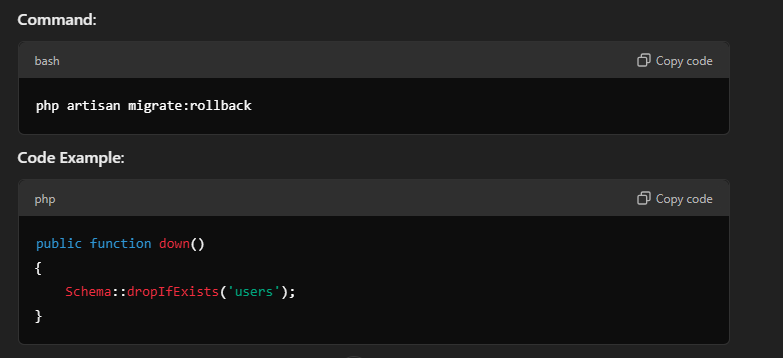 Command:
bash
Copy code
php artisan migrate:rollback
Code Example:
php
Copy code
public function down()
{
    Schema::dropIfExists('users');
}